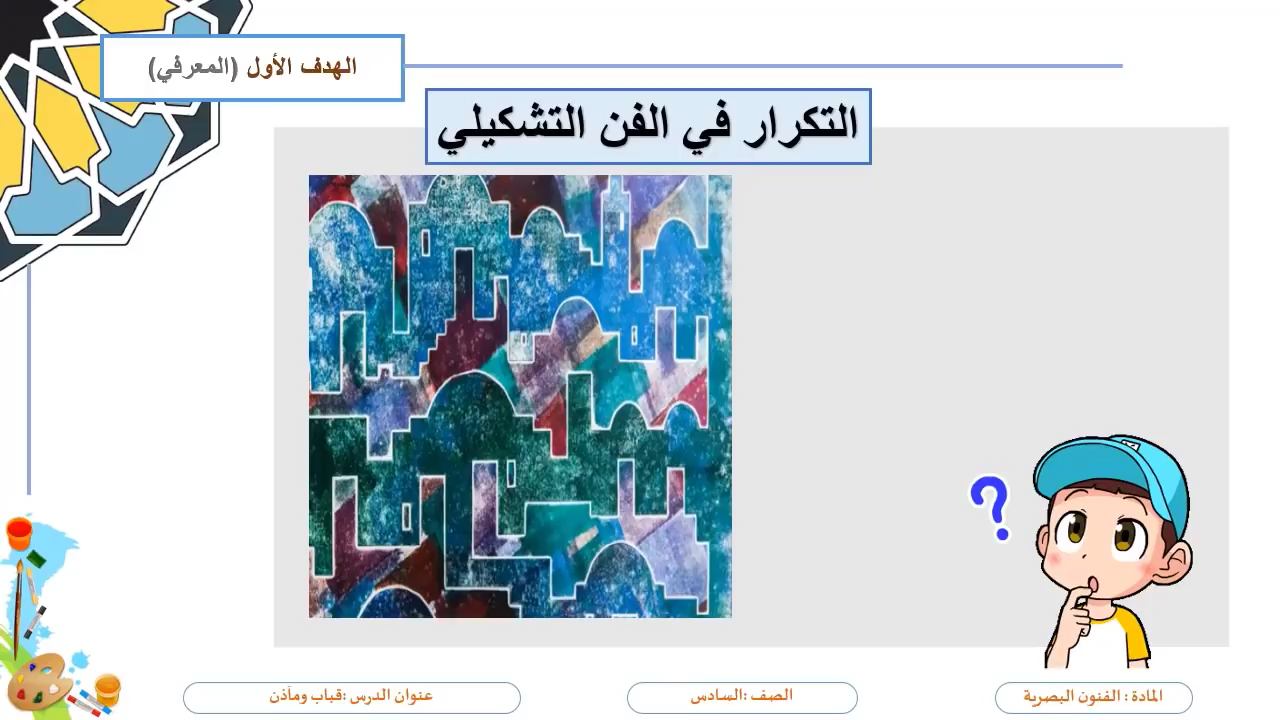 الهدف الأول (المعرفي)
التكرار في الفن التشكيلي
?
المادة : الفنون البصرية
الصف :السادس
عنوان الدرس :قباب ومآذن